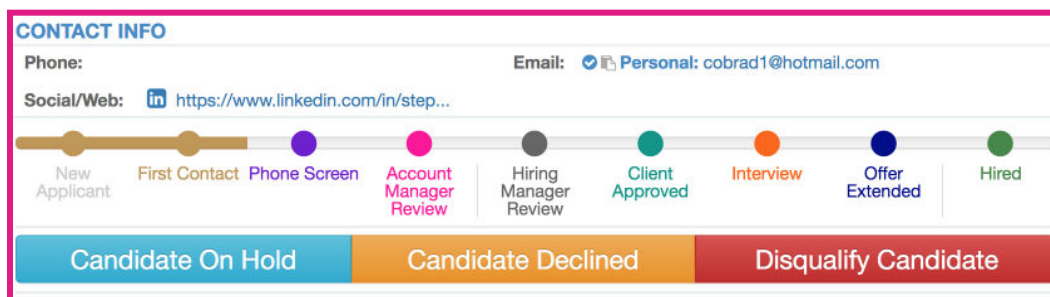 CONTACT INFO
Phone:
Email: Personal: cobrad1@hotmail.com
Social/Web: in https://www.linkedin.com/in/step...
New Applicant
First Contact
Phone Screen
Account Manager Review
Hiring Manager Review
Client Approved
Interview
Offer Extended
Hired
Candidate On Hold
Candidate Declined
Disqualify Candidate